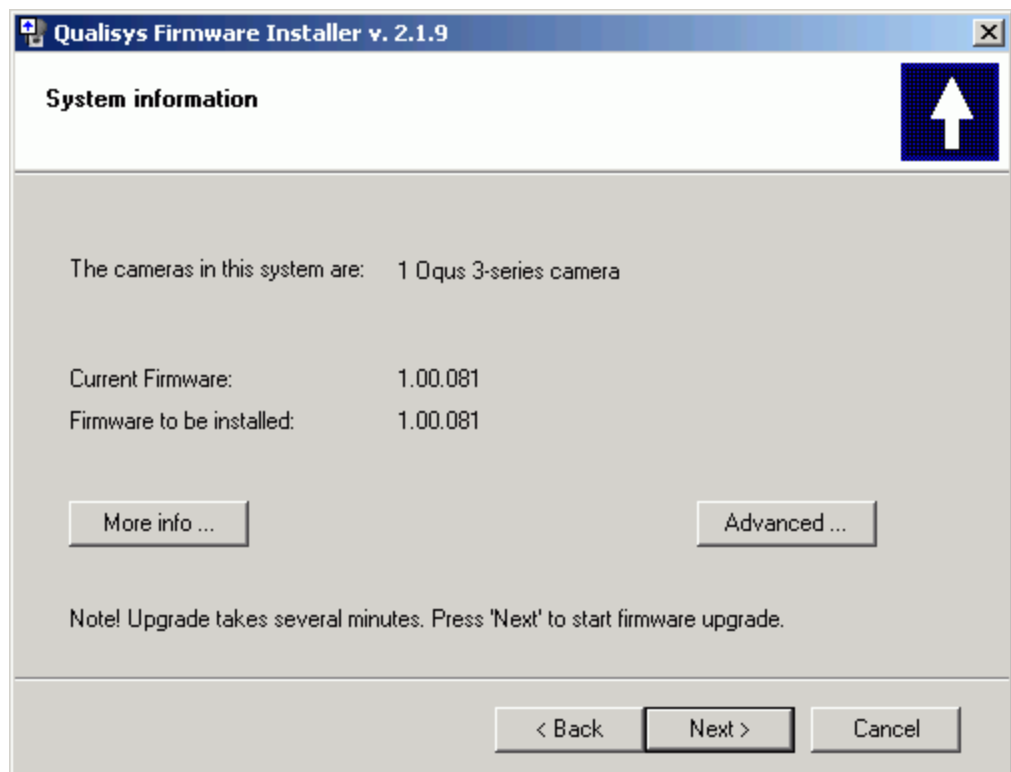 Qualisys Firmware Installer v. 2.1.9
System information
The cameras in this system are: 1 Oqus 3-series camera
Current Firmware: 1.00.081
Firmware to be installed: 1.00.081
More info ... Advanced ...
Note! Upgrade takes several minutes. Press 'Next' to start firmware upgrade.
< Back Next > Cancel